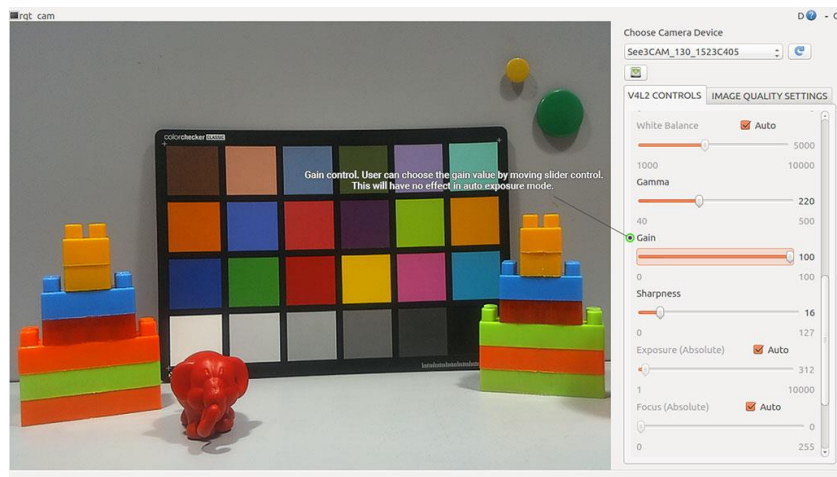 rqt_cam
D
Choose Camera Device
See3CAM_130_1523C405
V4L2 CONTROLS
IMAGE QUALITY SETTINGS
White Balance
Auto
5000
1000
10000
Gamma
220
40
500
Gain
100
0
100
Sharpness
16
0
127
Exposure (Absolute)
Auto
312
1
10000
Focus (Absolute)
Auto
0
0
255
colorchecker CLASSIC
Gain control. User can choose the gain value by moving slider control.
This will have no effect in auto exposure mode.